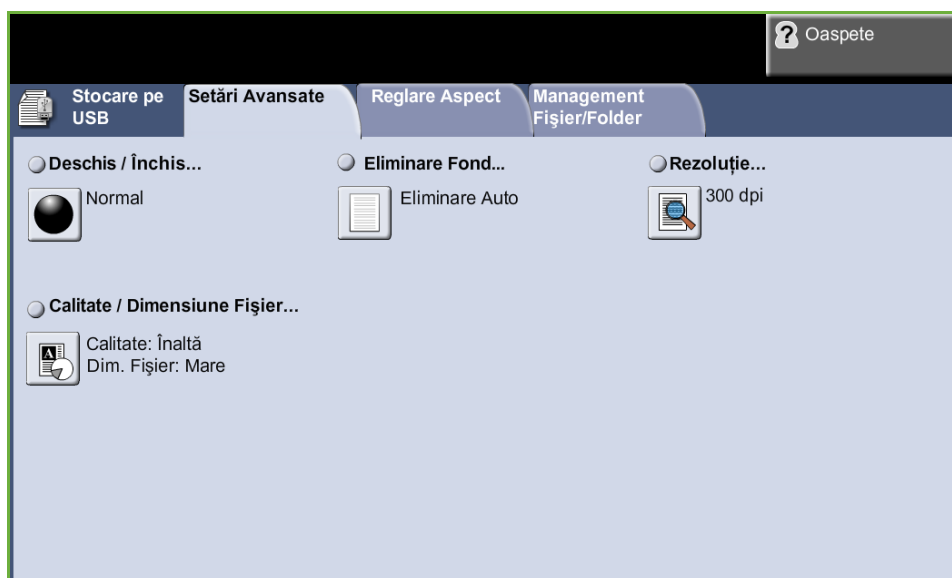 ? Oaspete
Stocare pe
USB
Setări Avansate
Reglare Aspect
Management
Fişier/Folder
Deschis / Închis...
Normal
Eliminare Fond...
Eliminare Auto
Rezoluţie...
300 dpi
Calitate / Dimensiune Fişier...
Calitate: Înaltă
Dim. Fişier: Mare